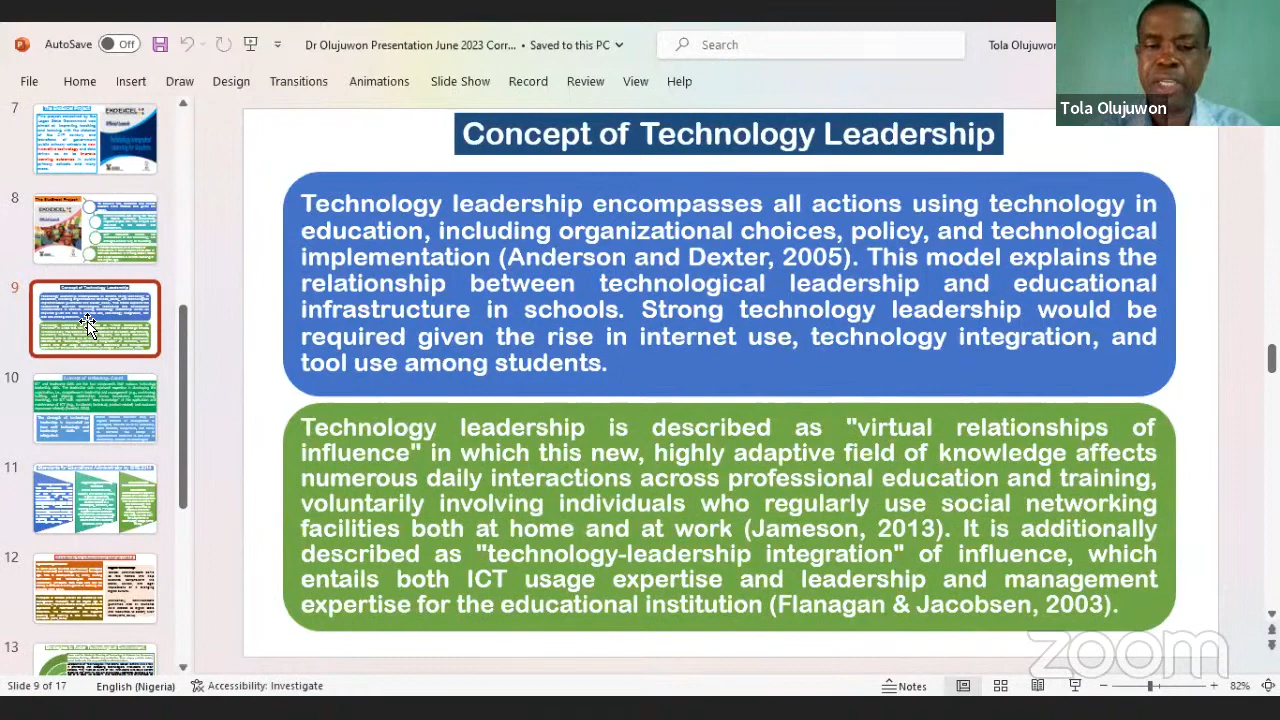 AutoSave Off Dr Olujuwon Presentation June 2023 Corr... • Saved to this PC Search Tola Olujuwon
File Home Insert Draw Design Transitions Animations Slide Show Record Review View Help
Tola Olujuwon
7
8
9
10
11
12
13
Concept of Technology Leadership
Technology leadership encompasses all actions using technology in
education, including organizational choices, policy, and technological
implementation (Anderson and Dexter, 2005). This model explains the
relationship between technological leadership and educational
infrastructure in schools. Strong technology leadership would be
required given the rise in internet use, technology integration, and
tool use among students.
Technology leadership is described as "virtual relationships of
influence" in which this new, highly adaptive field of knowledge affects
numerous daily interactions across professional education and training,
voluntarily involving individuals who regularly use social networking
facilities both at home and at work (Jameson, 2013). It is additionally
described as "technology-leadership integration" of influence, which
entails both ICT usage expertise and leadership and management
expertise for the educational institution (Flanagan & Jacobsen, 2003).
zoom
Slide 9 of 17 English (Nigeria) Accessibility: Investigate Notes 82%